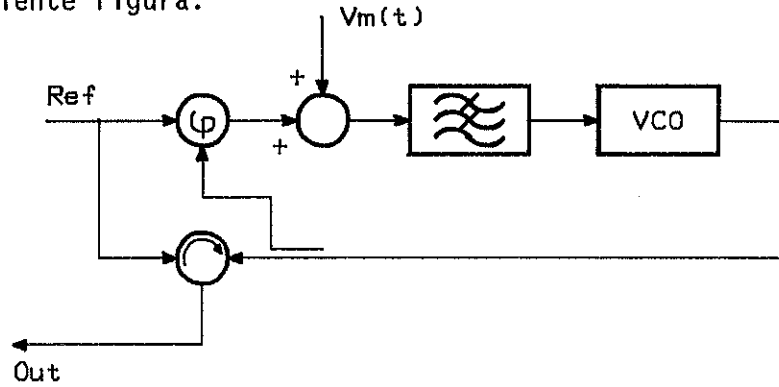 iente figura.
Vm(t)
+
Ref
φ
+
VCO
Out